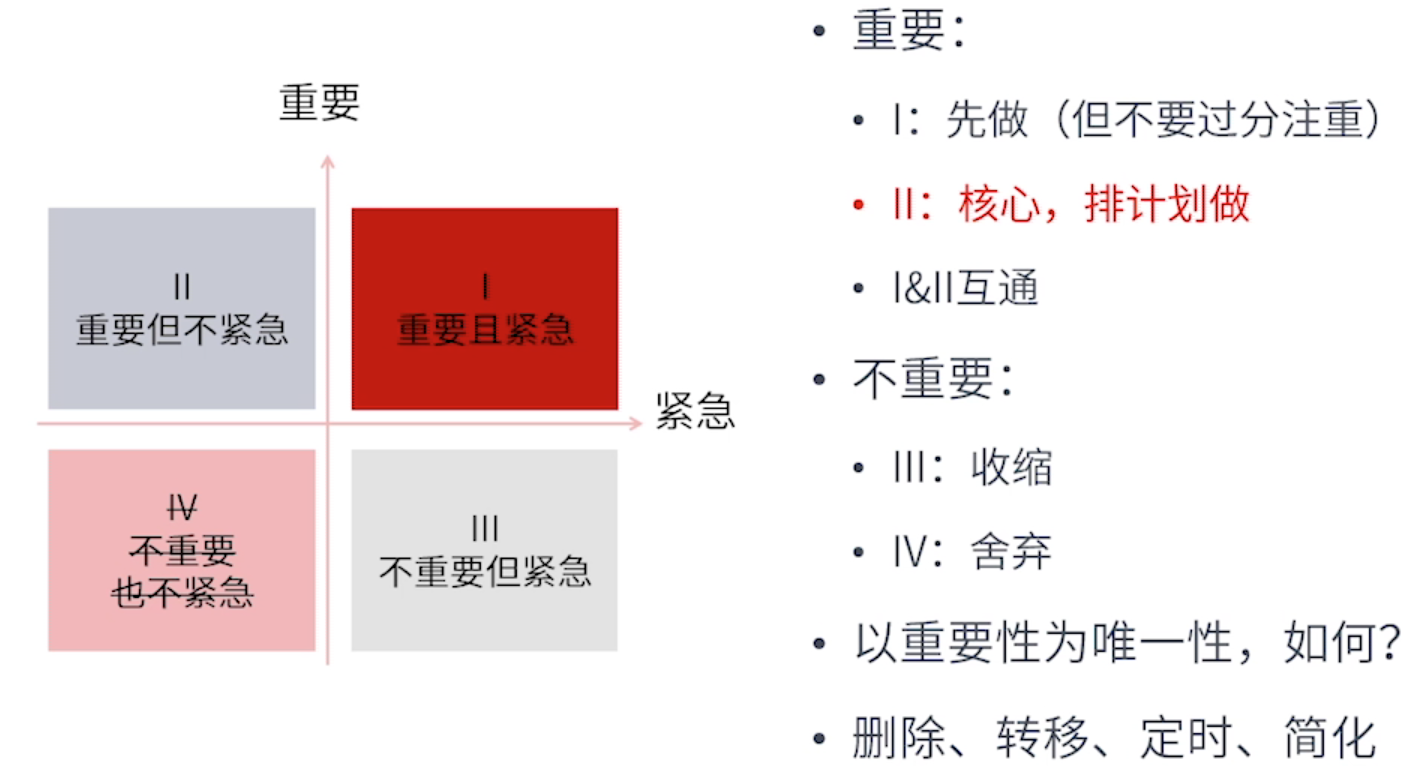 重要
II
重要但不紧急
I
重要且紧急
紧急
IV
不重要
也不紧急
III
不重要但紧急
• 重要：
• I：先做（但不要过分注重）
• II：核心，排计划做
• I&II互通
• 不重要：
• III：收缩
• IV：舍弃
• 以重要性为唯一性，如何？
• 删除、转移、定时、简化